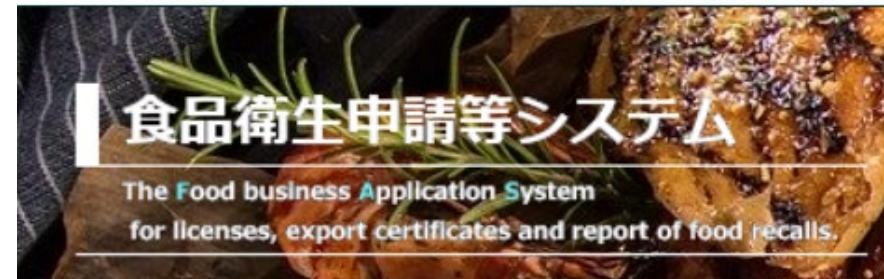 食品衛生申請等システム
The Food business Application System
for licenses, export certificates and report of food recalls.